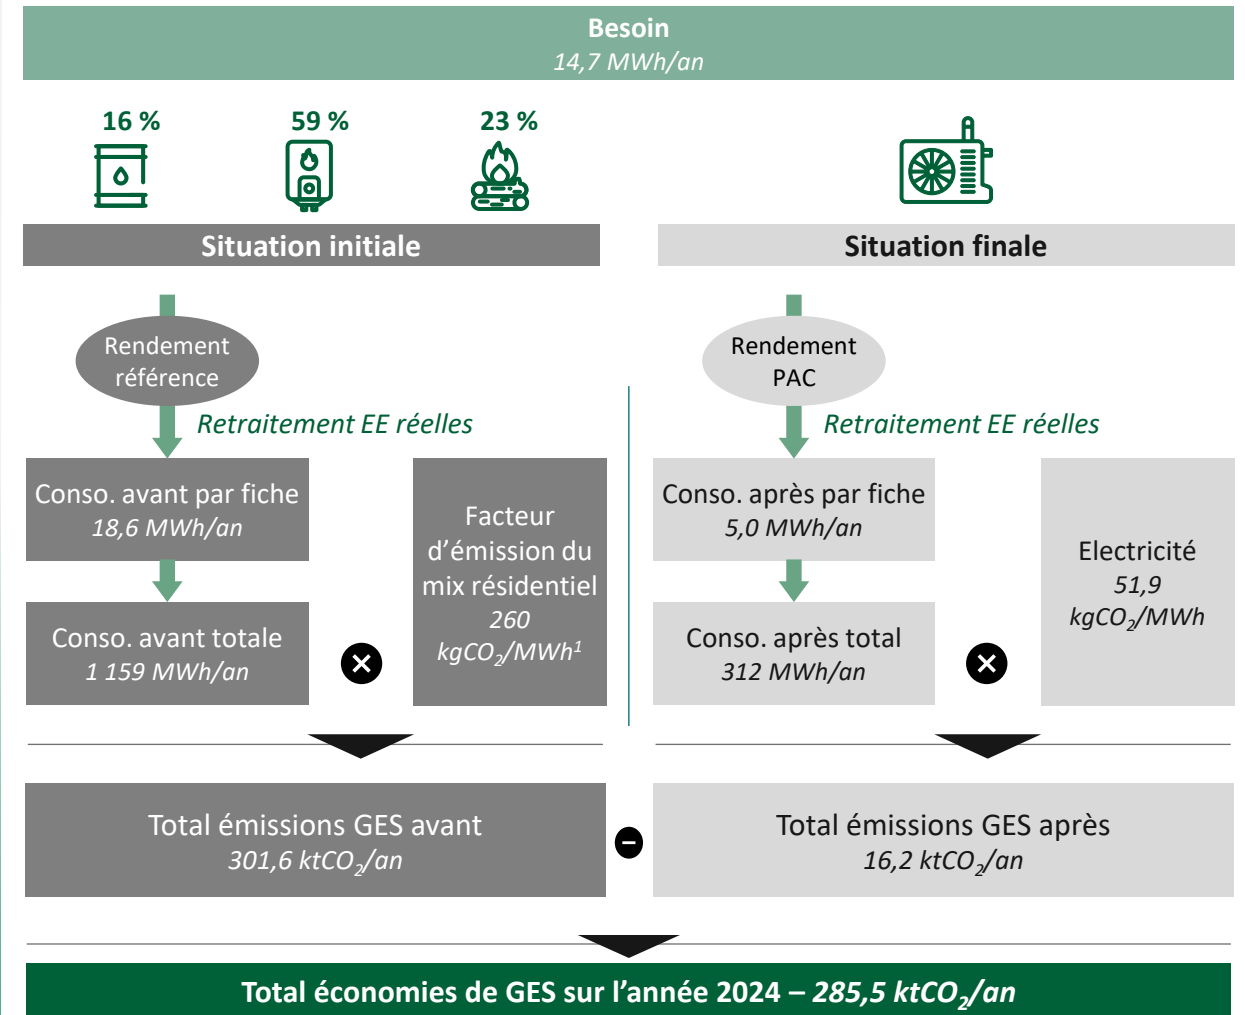 Besoin
14,7 MWh/an
16 %
59 %
23 %
Situation initiale
Situation finale
Rendement
référence
Retraitement EE réelles
Conso. avant par fiche
18,6 MWh/an
Conso. avant totale
1 159 MWh/an
Facteur
d'émission du
mix résidentiel
260
kgCO₂/MWh¹
Rendement
PAC
Retraitement EE réelles
Conso. après par fiche
5,0 MWh/an
Conso. après total
312 MWh/an
Electricité
51,9
kgCO₂/MWh
Total émissions GES avant
301,6 ktCO₂/an
Total émissions GES après
16,2 ktCO₂/an
Total économies de GES sur l'année 2024 – 285,5 ktCO₂/an